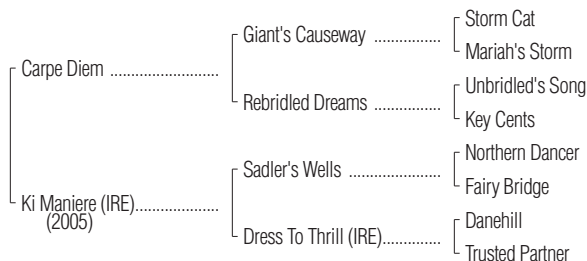 Storm Cat
Giant's Causeway ................
Mariah's Storm
Carpe Diem ........................
Unbridled's Song
Rebridled Dreams ...............
Key Cents
Northern Dancer
Sadler's Wells ....................
Fairy Bridge
Ki Maniere (IRE)..................
(2005)
Danehill
Dress To Thrill (IRE)............
Trusted Partner